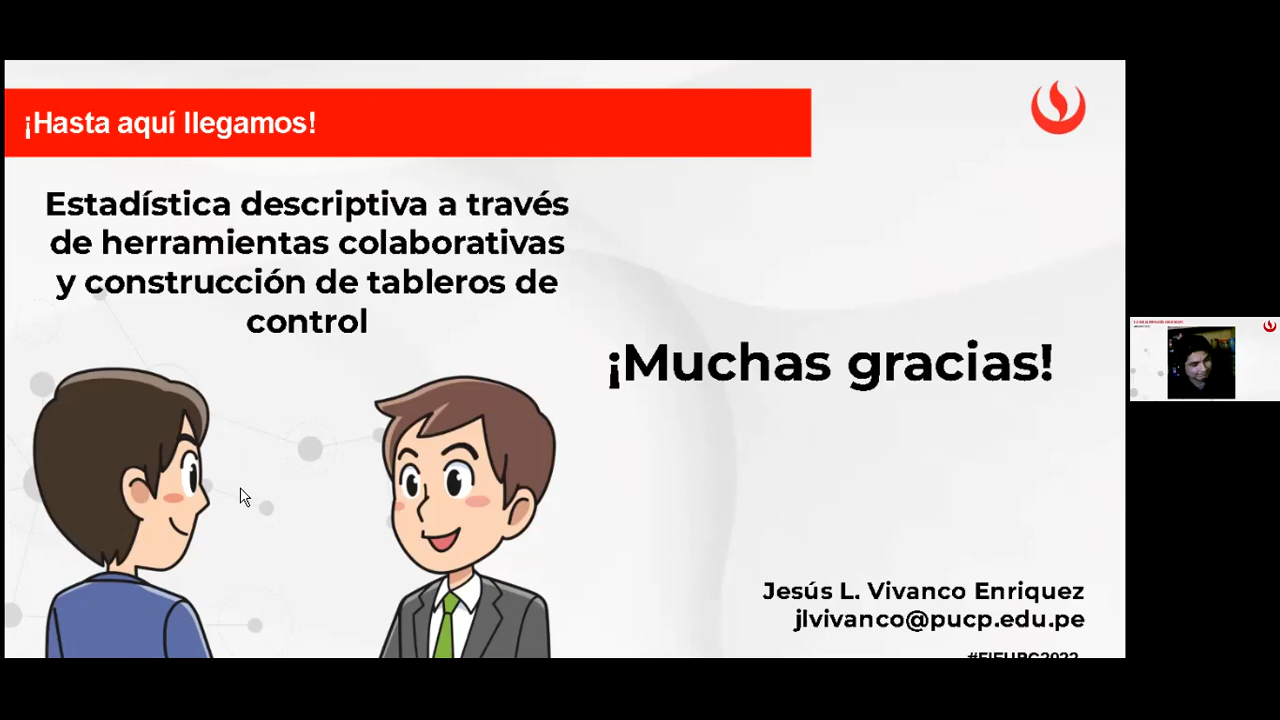 ¡Hasta aquí llegamos!
Estadística descriptiva a través
de herramientas colaborativas
y construcción de tableros de
control
¡Muchas gracias!
Jesús L. Vivanco Enriquez
jlvivanco@pucp.edu.pe